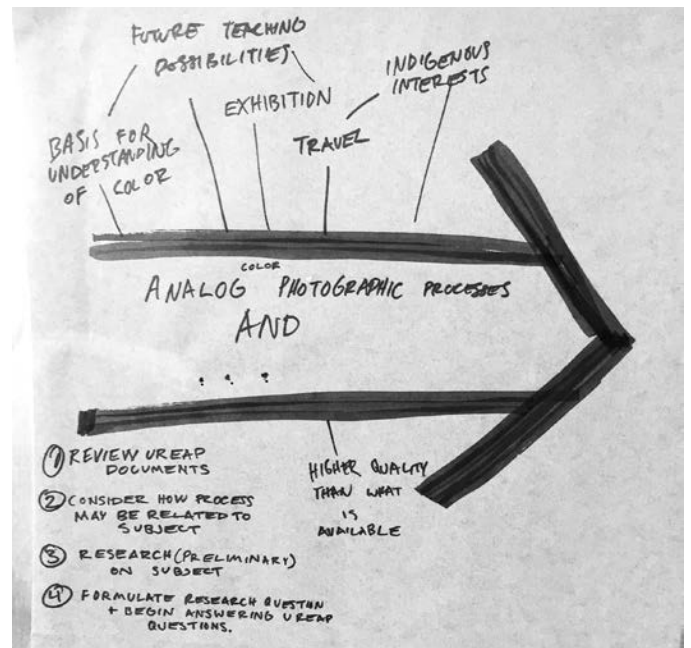 FUTURE TEACHING
POSSIBILITIES
EXHIBITION
INDIGENOUS
INTERESTS
TRAVEL
BASIS FOR
UNDERSTANDING
OF COLOR
COLOR
ANALOG PHOTOGRAPHIC PROCESSES
AND
...
① REVIEW UREAP
DOCUMENTS
② CONSIDER HOW PROCESS
MAY BE RELATED TO
SUBJECT
③ RESEARCH (PRELIMINARY)
ON SUBJECT
④ FORMULATE RESEARCH QUESTION
+ BEGIN ANSWERING UREAP
QUESTIONS.
HIGHER QUALITY
THAN WHAT
IS
AVAILABLE